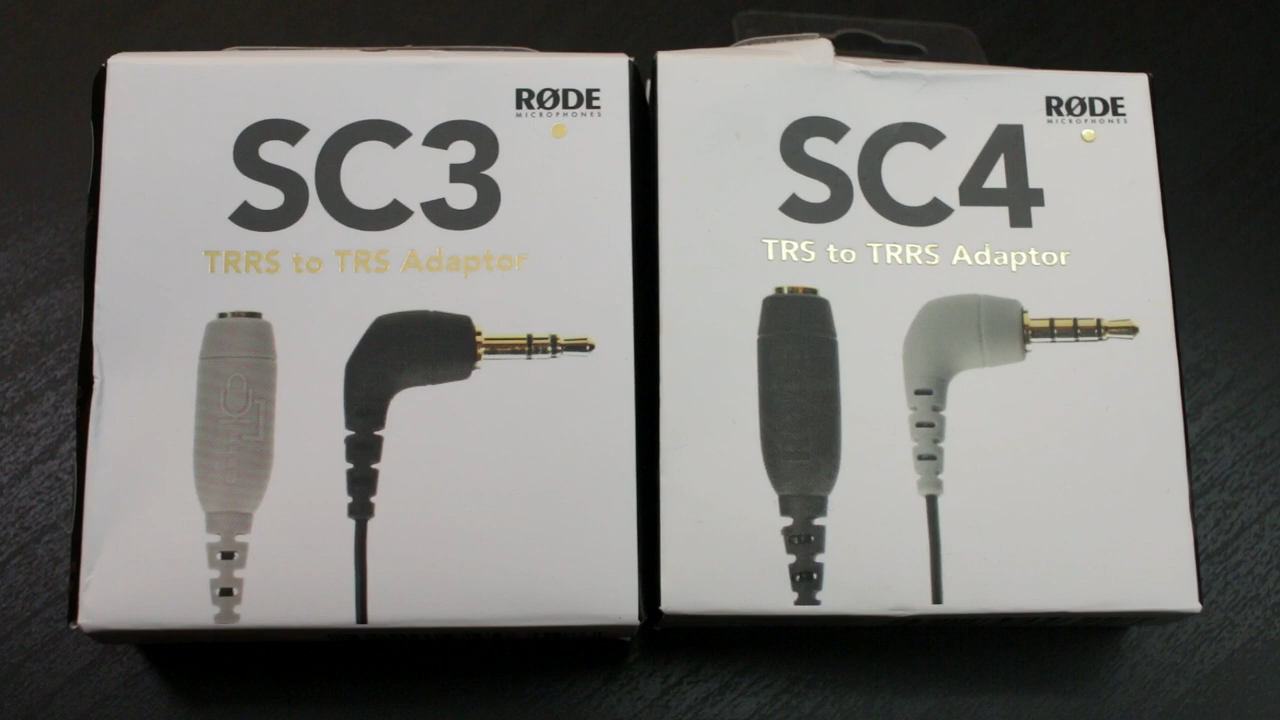 RØDE
MICROPHONES
SC3
TRRS to TRS Adaptor
RØDE
MICROPHONES
SC4
TRS to TRRS Adaptor